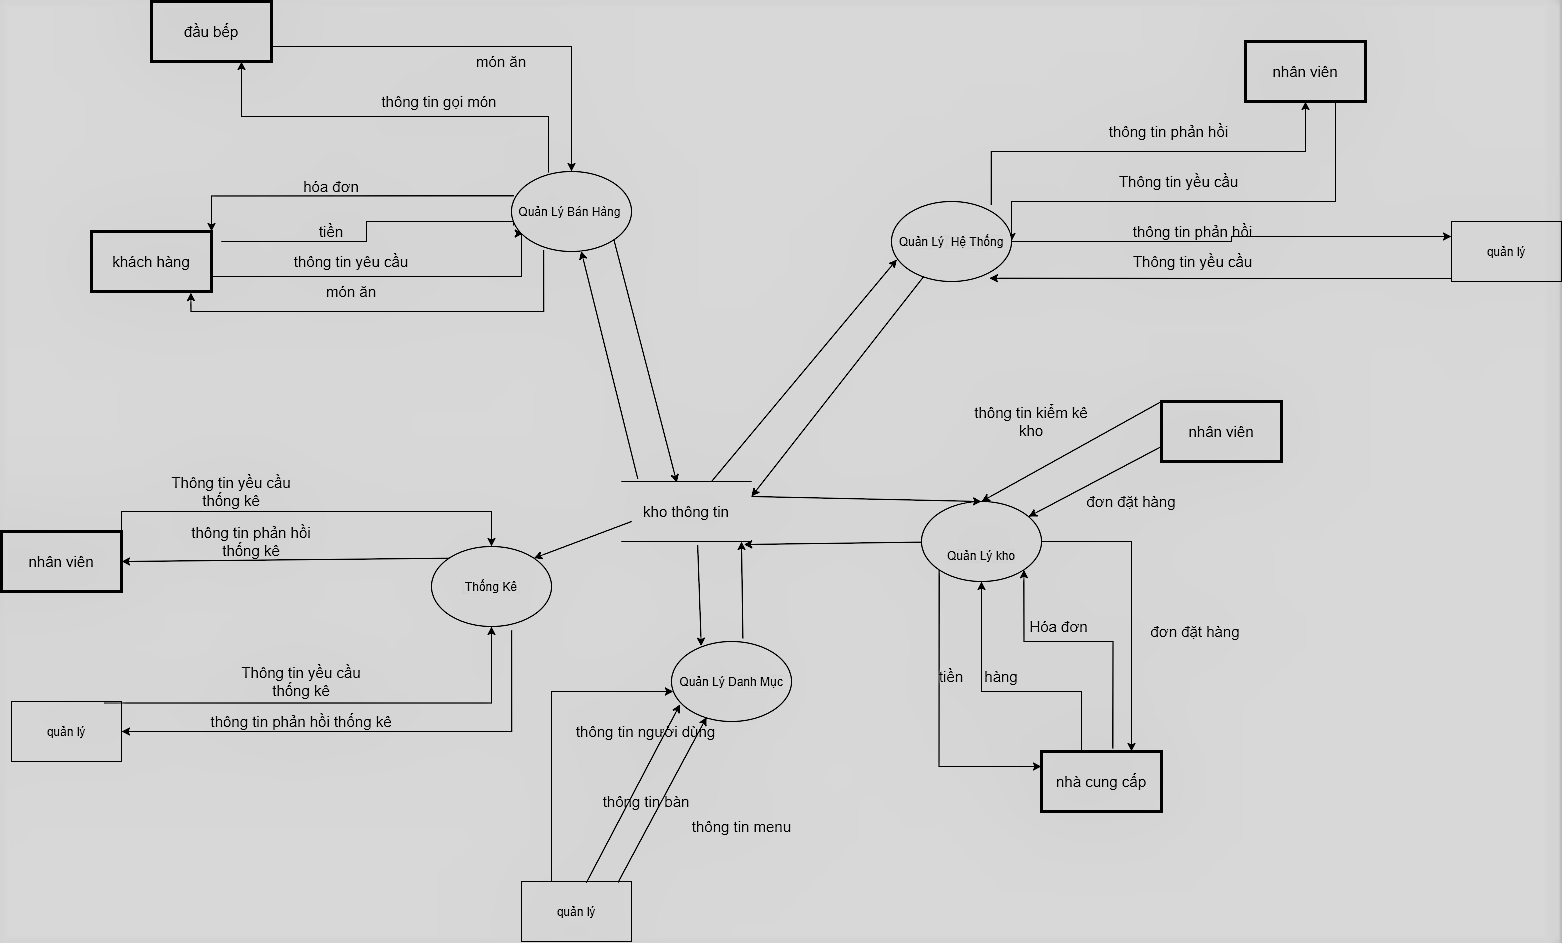 đầu bếp
món ăn
thông tin gọi món
nhân viên
thông tin phản hồi
Thông tin yều cầu
hóa đơn
Quản Lý Bán Hàng
tiền
khách hàng
thông tin yêu cầu
món ăn
Quản Lý Hệ Thống
thông tin phản hồi
Thông tin yều cầu
quản lý
thông tin kiểm kê
kho
nhân viên
đơn đặt hàng
kho thông tin
Quản Lý kho
Thông tin yều cầu
thống kê
thông tin phản hồi
thống kê
nhân viên
Thống Kê
Hóa đơn
đơn đặt hàng
tiền
hàng
nhà cung cấp
Thông tin yều cầu
thống kê
thông tin phản hồi thống kê
quản lý
Quản Lý Danh Mục
thông tin người dùng
thông tin bàn
thông tin menu
quản lý